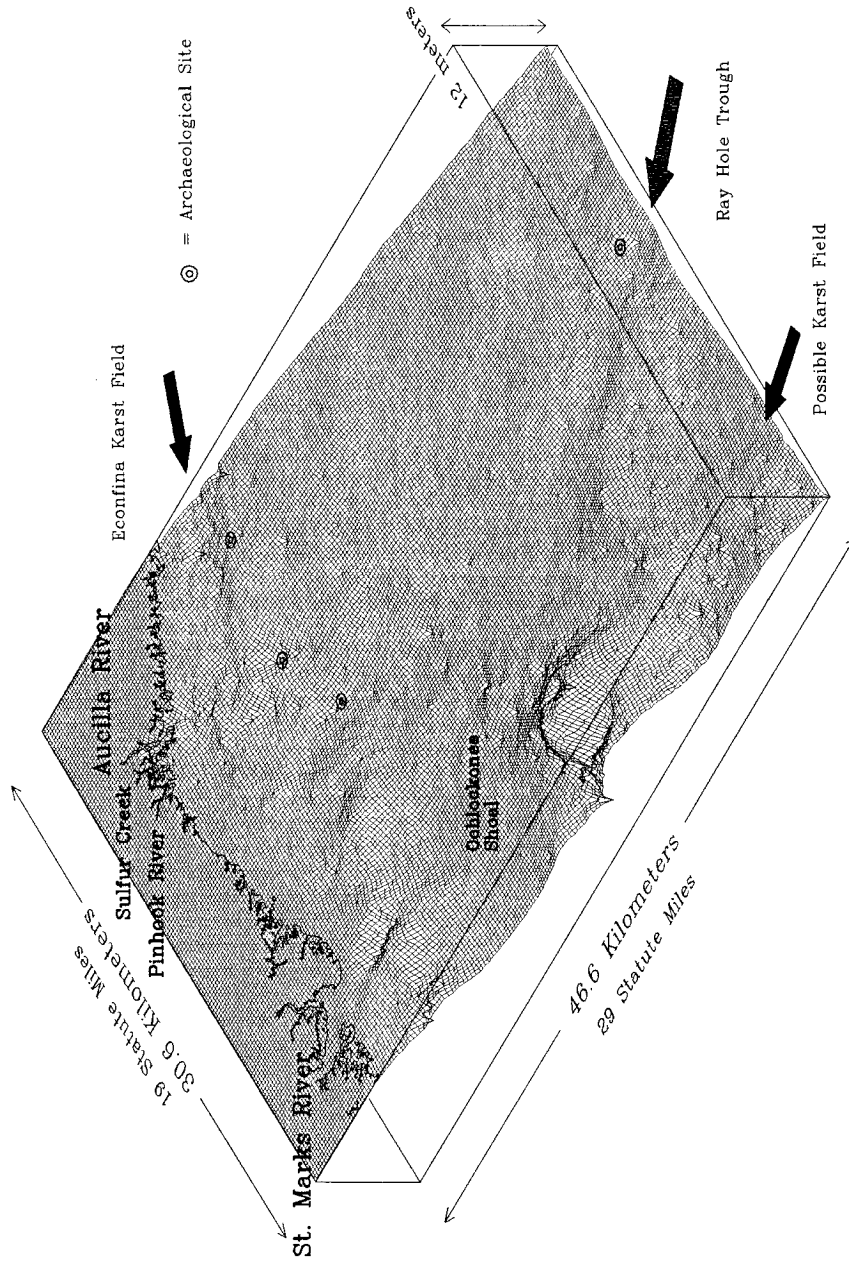 ◎ = Archaeological Site
Econfina Karst Field
Aucilla River
Sulfur Creek
Pinhook River
St. Marks River
19 Statute Miles
30.6 Kilometers
12 meters
Ray Hole Trough
Possible Karst Field
Ochlockonee
Shoal
46.6 Kilometers
29 Statute Miles